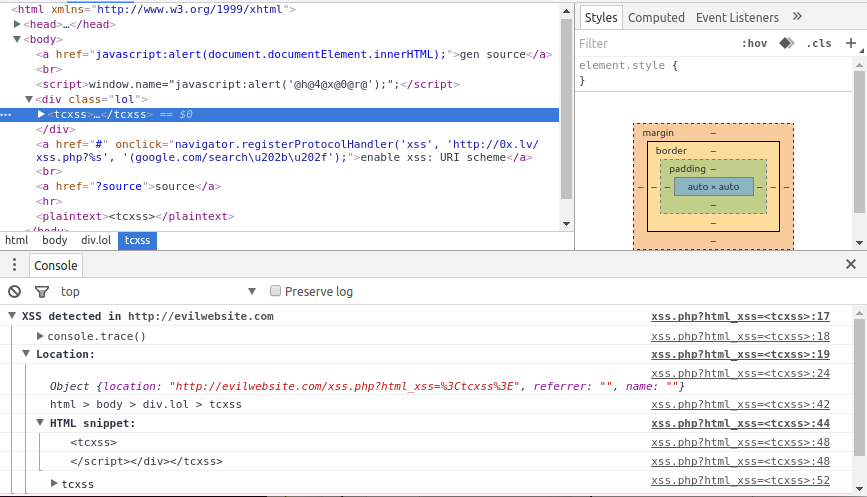 <html xmlns="http://www.w3.org/1999/xhtml">
▶<head>…</head>
▼<body>
<a href="javascript:alert(document.documentElement.innerHTML);">gen source</a>
<br>
<script>window.name="javascript:alert('@h@4@x@0@r@');";</script>
▼<div class="lol">
…▶<tcxss>…</tcxss> == $0
</div>
<a href="#" onclick="navigator.registerProtocolHandler('xss', 'http://0x.lv/
xss.php?%s', '(google.com/search\u202b\u202f');">enable xss: URI scheme</a>
<br>
<a href="?source">source</a>
<hr>
<plaintext><tcxss></plaintext>
</body>
html body div.lol tcxss
Styles Computed Event Listeners »
Filter :hov .cls +
element.style {
}
margin –
border –
padding –
– – – auto × auto – – –
–
–
–
Console
top Preserve log
▼ XSS detected in http://evilwebsite.com xss.php?html_xss=<tcxss>:17
▶ console.trace() xss.php?html_xss=<tcxss>:18
▼ Location: xss.php?html_xss=<tcxss>:19
xss.php?html_xss=<tcxss>:24
Object {location: "http://evilwebsite.com/xss.php?html_xss=%3Ctcxss%3E", referrer: "", name: ""}
html > body > div.lol > tcxss xss.php?html_xss=<tcxss>:42
▼ HTML snippet: xss.php?html_xss=<tcxss>:44
<tcxss> xss.php?html_xss=<tcxss>:48
</script></div></tcxss> xss.php?html_xss=<tcxss>:48
▶ tcxss xss.php?html_xss=<tcxss>:52